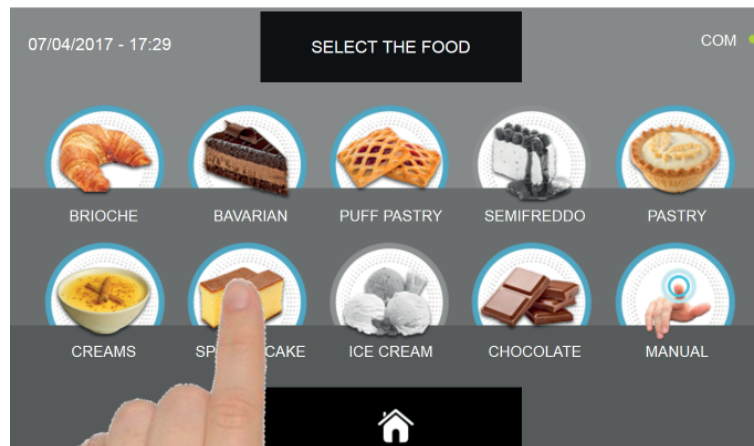 07/04/2017 - 17:29
SELECT THE FOOD
COM
BRIOCHE
BAVARIAN
PUFF PASTRY
SEMIFREDDO
PASTRY
CREAMS
CAKE
ICE CREAM
CHOCOLATE
MANUAL